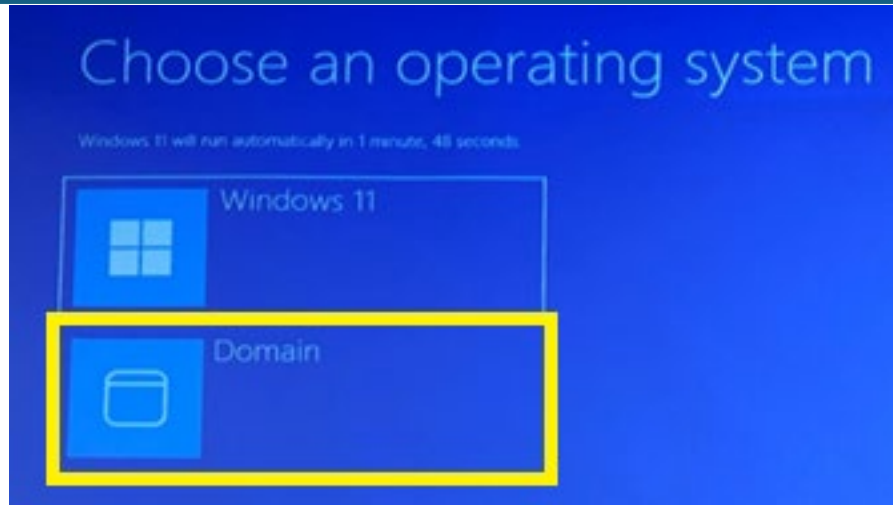 Choose an operating system
Windows 11 will run automatically in 1 minute, 48 seconds
Windows 11
Domain